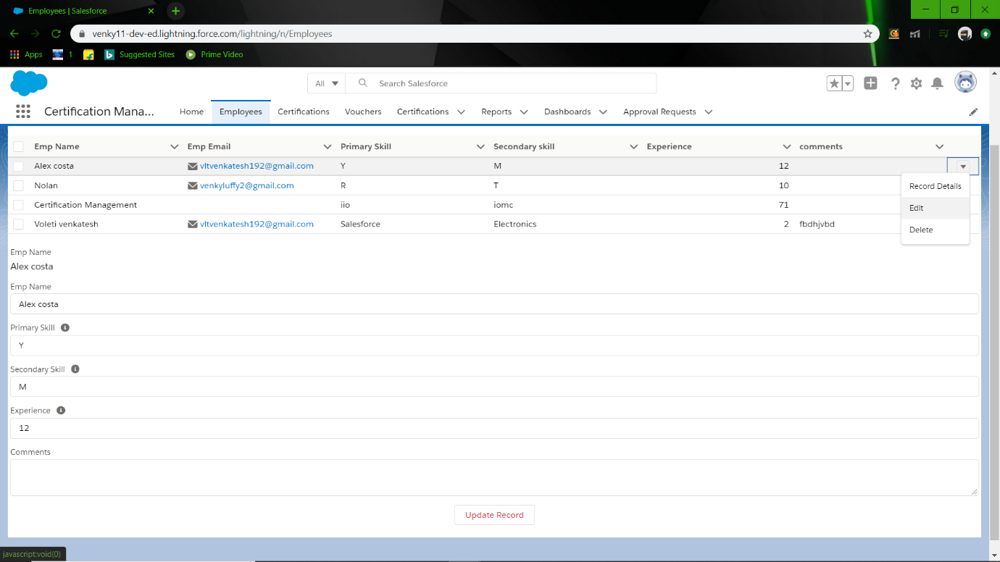 Employees | Salesforce
venky11-dev-ed.lightning.force.com/lightning/n/Employees
Apps 1 Suggested Sites Prime Video
All Search Salesforce
Certification Mana... Home Employees Certifications Vouchers Certifications Reports Dashboards Approval Requests
Emp Name Emp Email Primary Skill Secondary skill Experience comments
Alex costa vltvenkatesh192@gmail.com Y M 12
Nolan venkyluffy2@gmail.com R T 10
Certification Management iio iomc 71
Voleti venkatesh vltvenkatesh192@gmail.com Salesforce Electronics 2 fbdhjvbd
Record Details
Edit
Delete
Emp Name
Alex costa
Emp Name
Alex costa
Primary Skill
Y
Secondary Skill
M
Experience
12
Comments
Update Record
javascript:void(0)